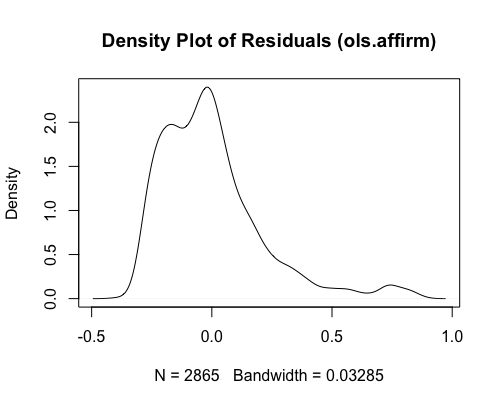 Density Plot of Residuals (ols.affirm)
Density
2.0
1.5
1.0
0.5
0.0
-0.5 0.0 0.5 1.0
N = 2865 Bandwidth = 0.03285